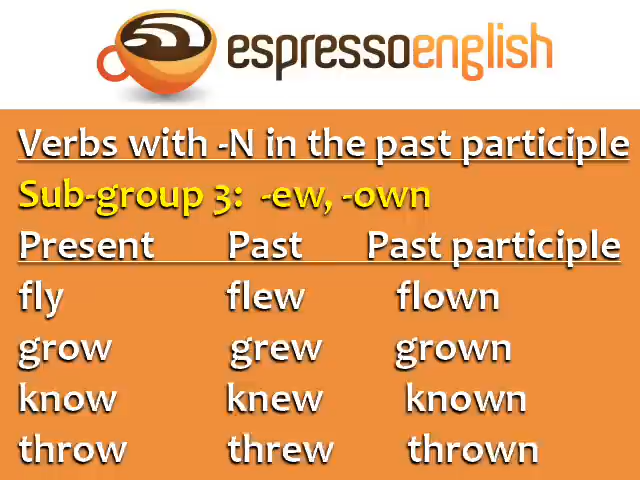 espressoenglish
Verbs with -N in the past participle
Sub-group 3: -ew, -own
Present Past Past participle
fly flew flown
grow grew grown
know knew known
throw threw thrown